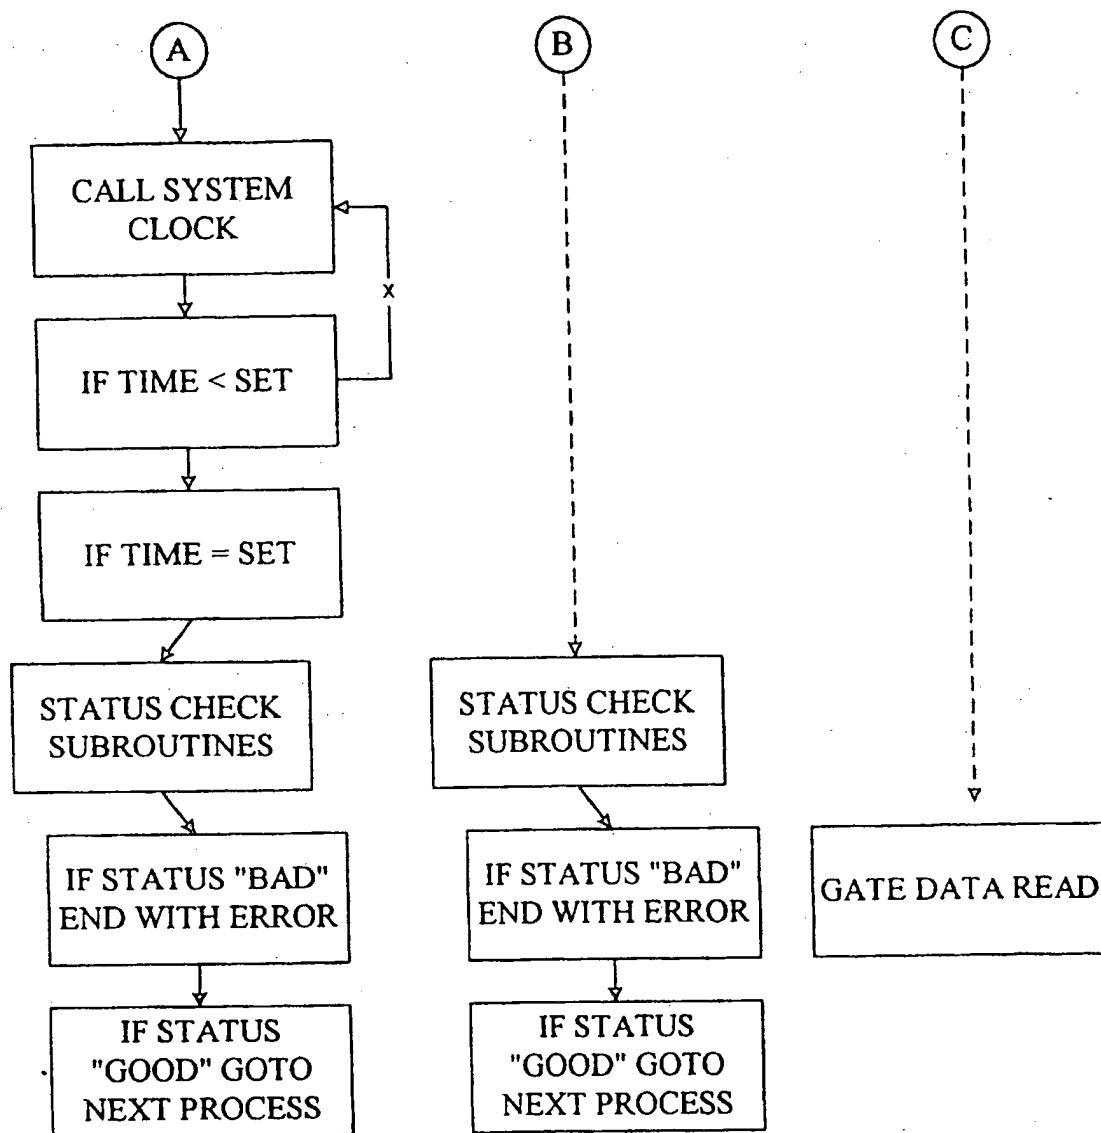 A
B
C
CALL SYSTEM
CLOCK
x
IF TIME < SET
IF TIME = SET
STATUS CHECK
SUBROUTINES
IF STATUS "BAD"
END WITH ERROR
IF STATUS
"GOOD" GOTO
NEXT PROCESS
STATUS CHECK
SUBROUTINES
IF STATUS "BAD"
END WITH ERROR
IF STATUS
"GOOD" GOTO
NEXT PROCESS
GATE DATA READ